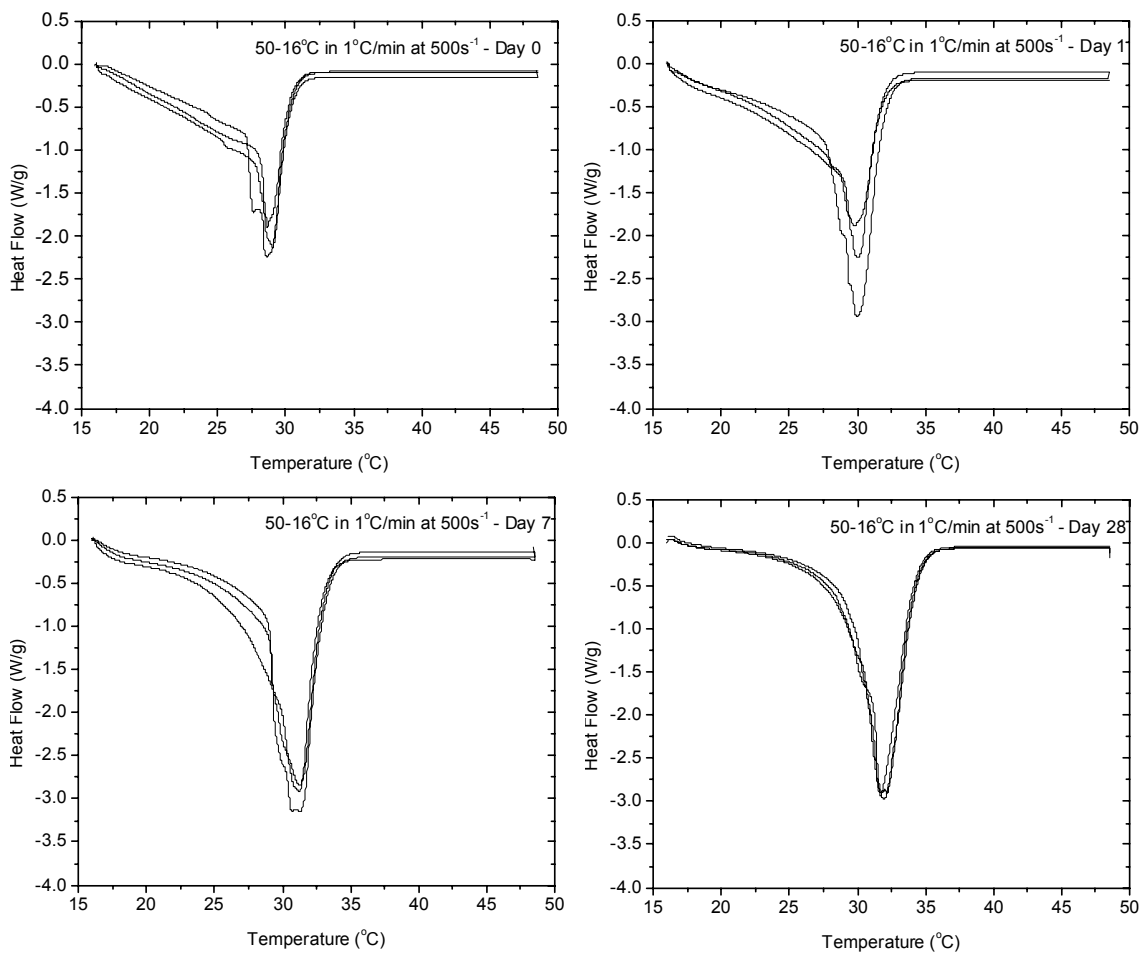 50-16°C in 1°C/min at 500s⁻¹ - Day 0
0.5
0.0
-0.5
-1.0
-1.5
-2.0
-2.5
-3.0
-3.5
-4.0
Heat Flow (W/g)
15 20 25 30 35 40 45 50
Temperature (°C)
50-16°C in 1°C/min at 500s⁻¹ - Day 1
0.5
0.0
-0.5
-1.0
-1.5
-2.0
-2.5
-3.0
-3.5
-4.0
Heat Flow (W/g)
15 20 25 30 35 40 45 50
Temperature (°C)
50-16°C in 1°C/min at 500s⁻¹ - Day 7
0.5
0.0
-0.5
-1.0
-1.5
-2.0
-2.5
-3.0
-3.5
-4.0
Heat Flow (W/g)
15 20 25 30 35 40 45 50
Temperature (°C)
50-16°C in 1°C/min at 500s⁻¹ - Day 28
0.5
0.0
-0.5
-1.0
-1.5
-2.0
-2.5
-3.0
-3.5
-4.0
Heat Flow (W/g)
15 20 25 30 35 40 45 50
Temperature (°C)